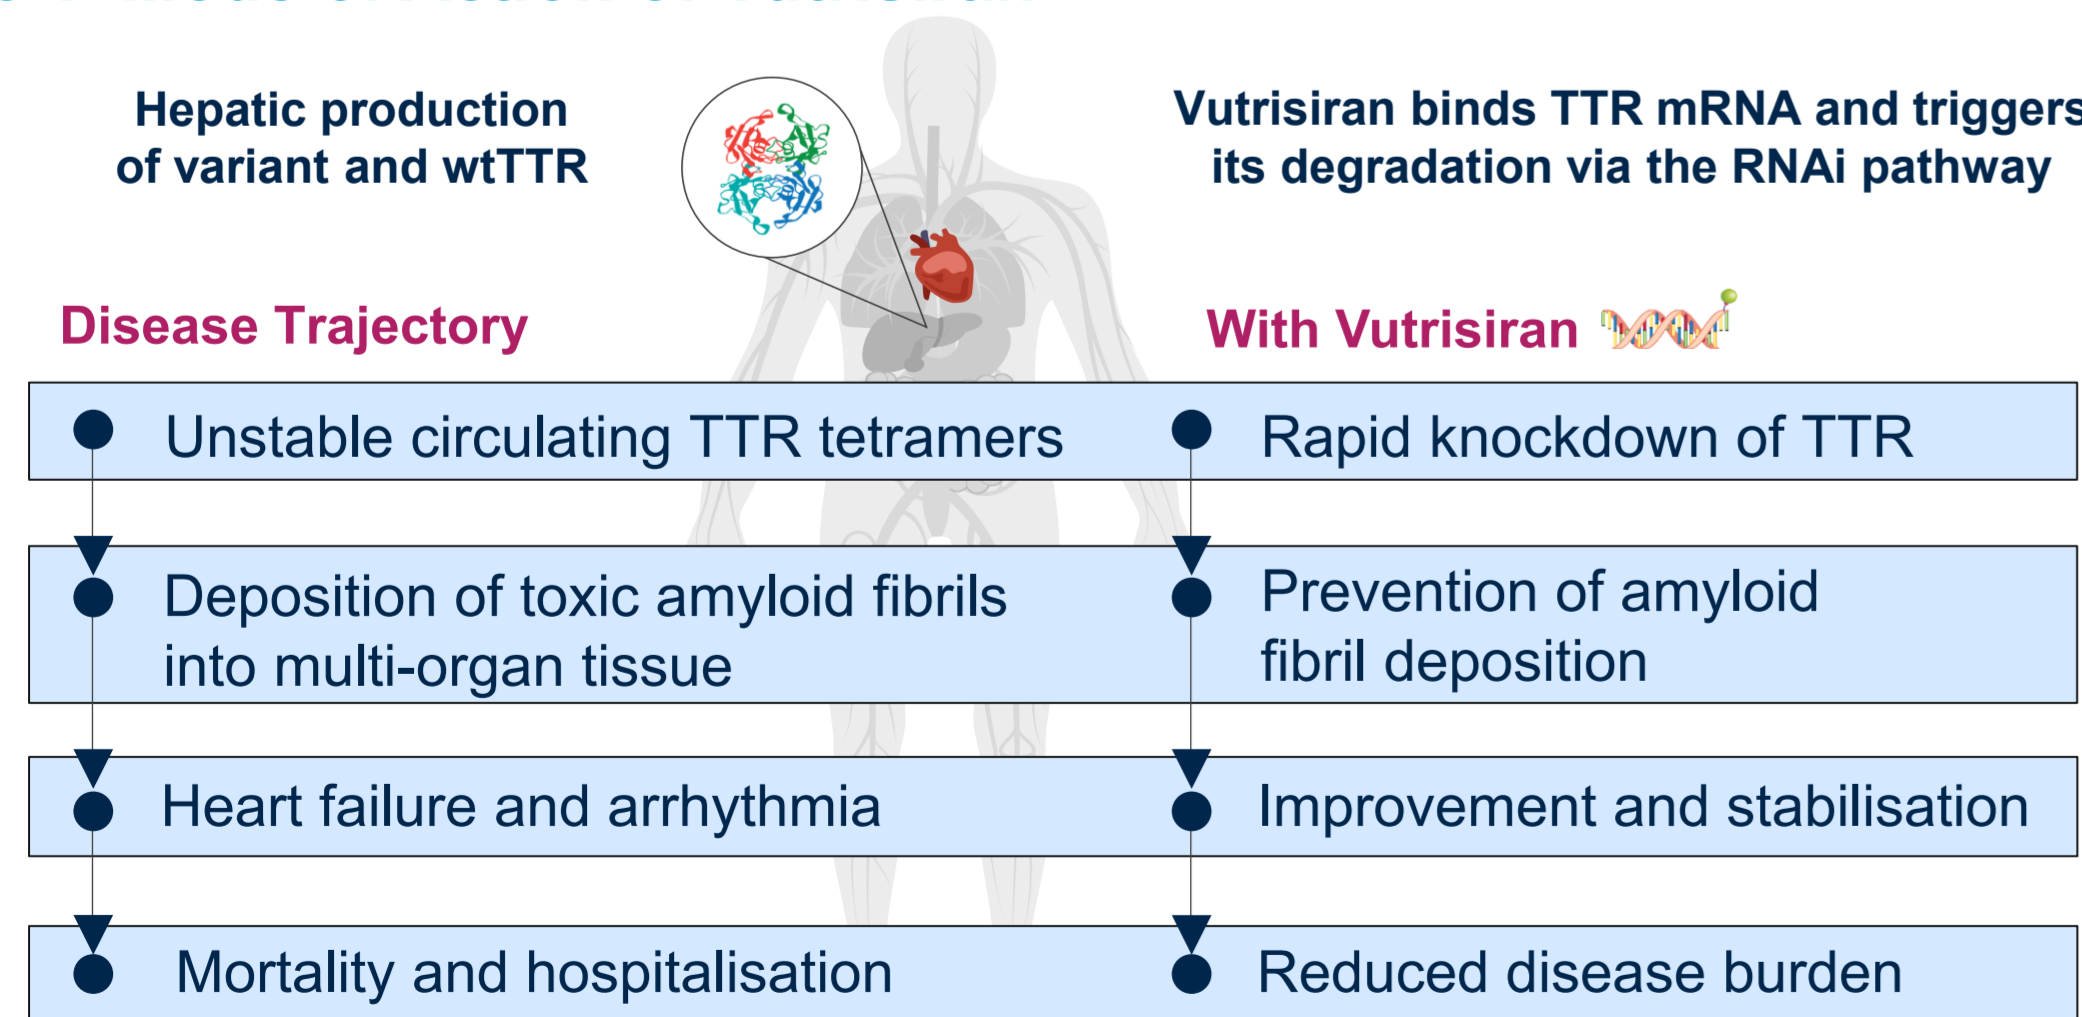 Hepatic production
of variant and wtTTR
Vutrisiran binds TTR mRNA and triggers
its degradation via the RNAi pathway
Disease Trajectory
With Vutrisiran
Unstable circulating TTR tetramers
Rapid knockdown of TTR
Deposition of toxic amyloid fibrils
into multi-organ tissue
Prevention of amyloid
fibril deposition
Heart failure and arrhythmia
Improvement and stabilisation
Mortality and hospitalisation
Reduced disease burden